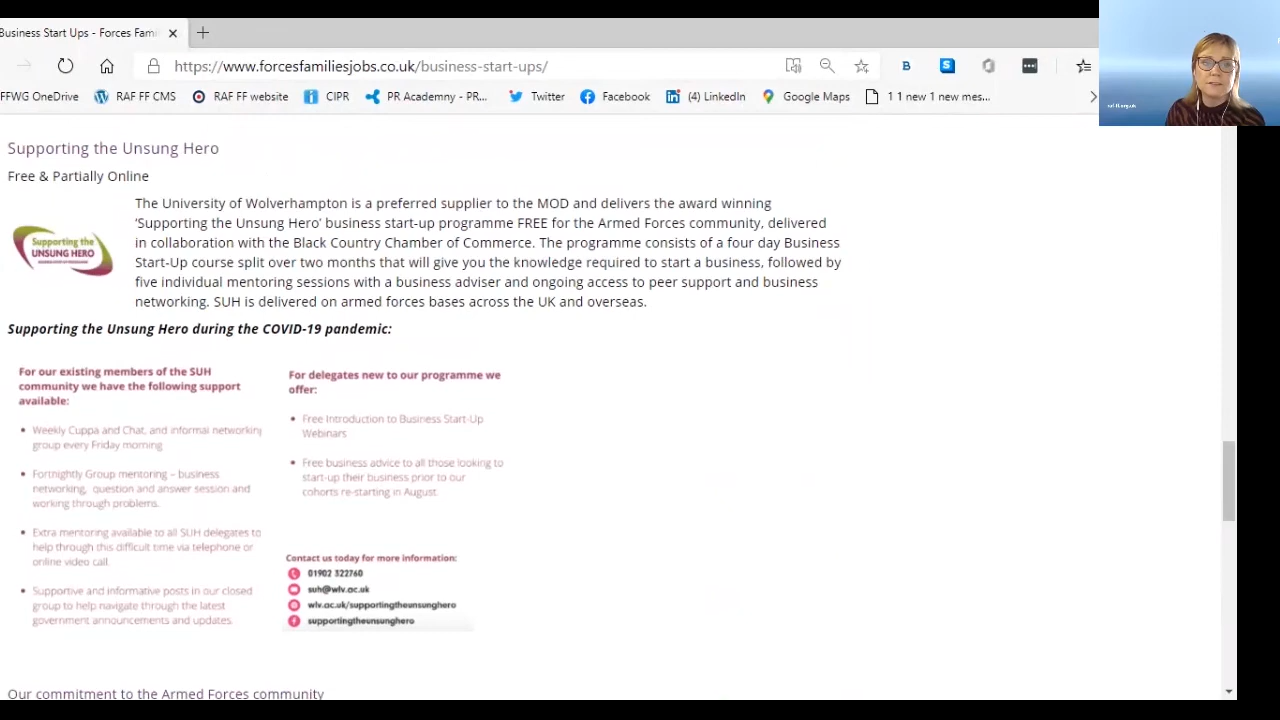 Business Start Ups - Forces Fami
https://www.forcesfamiliesjobs.co.uk/business-start-ups/
FFWG OneDrive
RAF FF CMS
RAF FF website
CIPR
PR Academny - PR...
Twitter
Facebook
(4) LinkedIn
Google Maps
1 1 new 1 new mes...
Supporting the Unsung Hero
Free & Partially Online
Supporting the
UNSUNG HERO
The University of Wolverhampton is a preferred supplier to the MOD and delivers the award winning
'Supporting the Unsung Hero' business start-up programme FREE for the Armed Forces community, delivered
in collaboration with the Black Country Chamber of Commerce. The programme consists of a four day Business
Start-Up course split over two months that will give you the knowledge required to start a business, followed by
five individual mentoring sessions with a business adviser and ongoing access to peer support and business
networking. SUH is delivered on armed forces bases across the UK and overseas.
Supporting the Unsung Hero during the COVID-19 pandemic:
For our existing members of the SUH
community we have the following support
available:
• Weekly Cuppa and Chat, and informal networking
group every Friday morning
• Fortnightly Group mentoring – business
networking, question and answer session and
working through problems.
• Extra mentoring available to all SUH delegates to
help through this difficult time via telephone or
online video call.
• Supportive and informative posts in our closed
group to help navigate through the latest
government announcements and updates.
For delegates new to our programme we
offer:
• Free Introduction to Business Start-Up
Webinars
• Free business advice to all those looking to
start-up their business prior to our
cohorts re-starting in August.
Contact us today for more information:
01902 322760
suh@wlv.ac.uk
wlv.ac.uk/supportingtheunsunghero
supportingtheunsunghero
Our commitment to the Armed Forces community